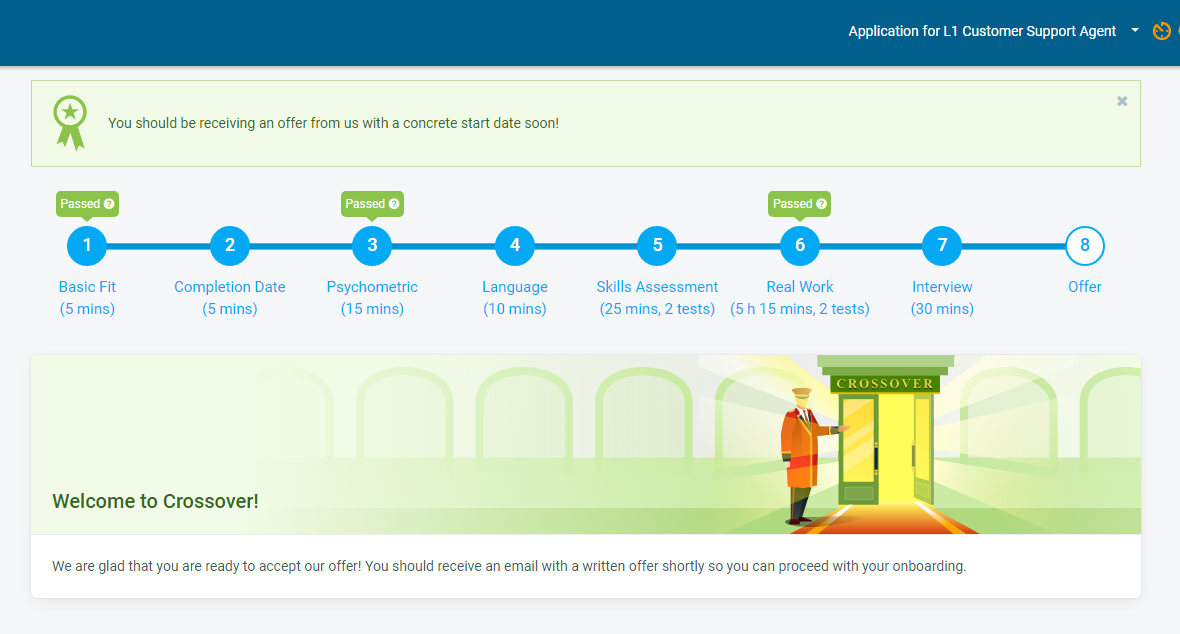 Application for L1 Customer Support Agent
You should be receiving an offer from us with a concrete start date soon!
Passed
Passed
Passed
1
2
3
4
5
6
7
8
Basic Fit
(5 mins)
Completion Date
(5 mins)
Psychometric
(15 mins)
Language
(10 mins)
Skills Assessment
(25 mins, 2 tests)
Real Work
(5 h 15 mins, 2 tests)
Interview
(30 mins)
Offer
CROSSOVER
Welcome to Crossover!
We are glad that you are ready to accept our offer! You should receive an email with a written offer shortly so you can proceed with your onboarding.